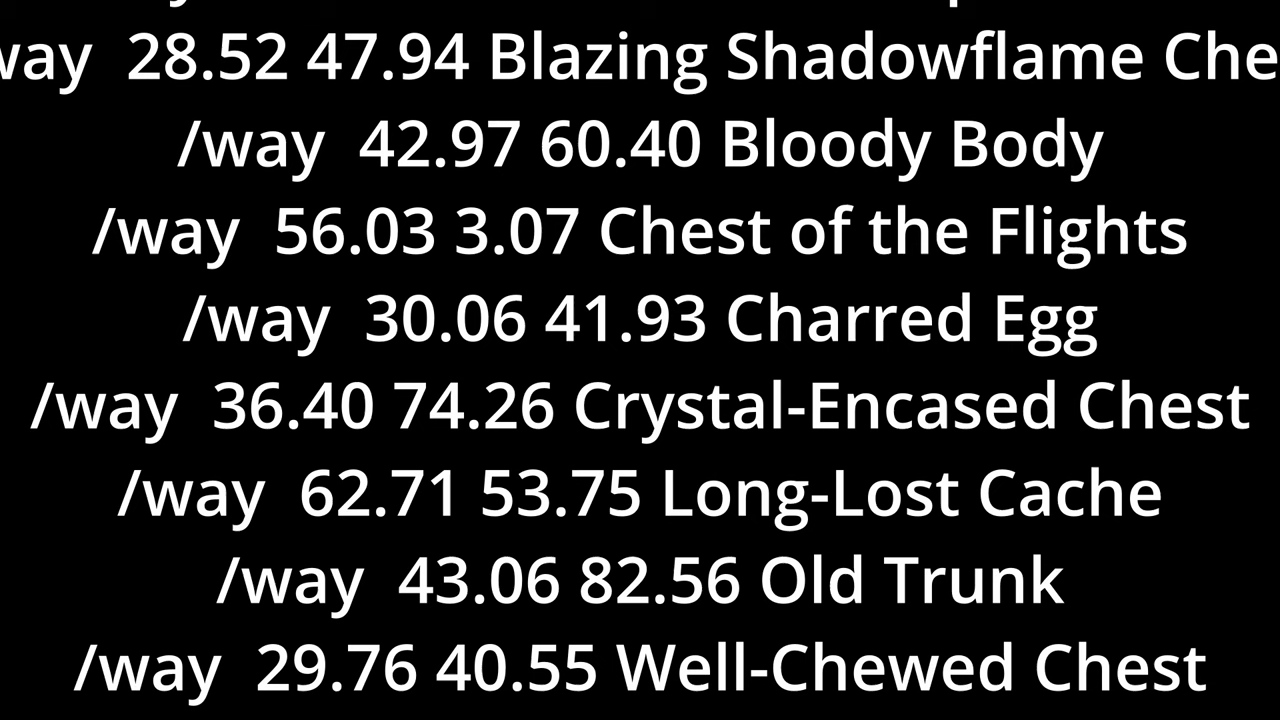 28.52 47.94 Blazing Shadowflame
/way 42.97 60.40 Bloody Body
/way 56.03 3.07 Chest of the Flights
/way 30.06 41.93 Charred Egg
/way 36.40 74.26 Crystal-Encased Chest
/way 62.71 53.75 Long-Lost Cache
/way 43.06 82.56 Old Trunk
/way 29.76 40.55 Well-Chewed Chest